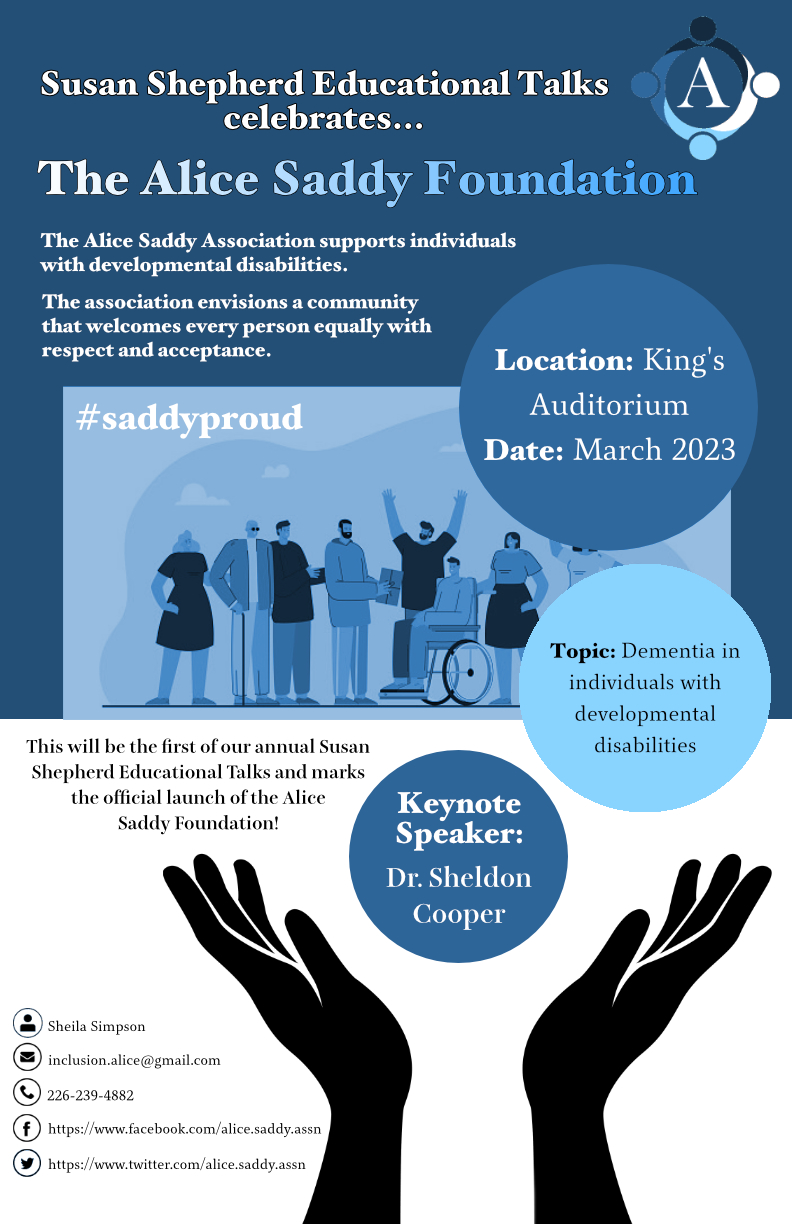 Susan Shepherd Educational Talks
celebrates...
A
The Alice Saddy Foundation
The Alice Saddy Association supports individuals
with developmental disabilities.
The association envisions a community
that welcomes every person equally with
respect and acceptance.
Location: King's
Auditorium
Date: March 2023
#saddyproud
Topic: Dementia in
individuals with
developmental
disabilities
This will be the first of our annual Susan
Shepherd Educational Talks and marks
the official launch of the Alice
Saddy Foundation!
Keynote
Speaker:
Dr. Sheldon
Cooper
Sheila Simpson
inclusion.alice@gmail.com
226-239-4882
https://www.facebook.com/alice.saddy.assn
https://www.twitter.com/alice.saddy.assn